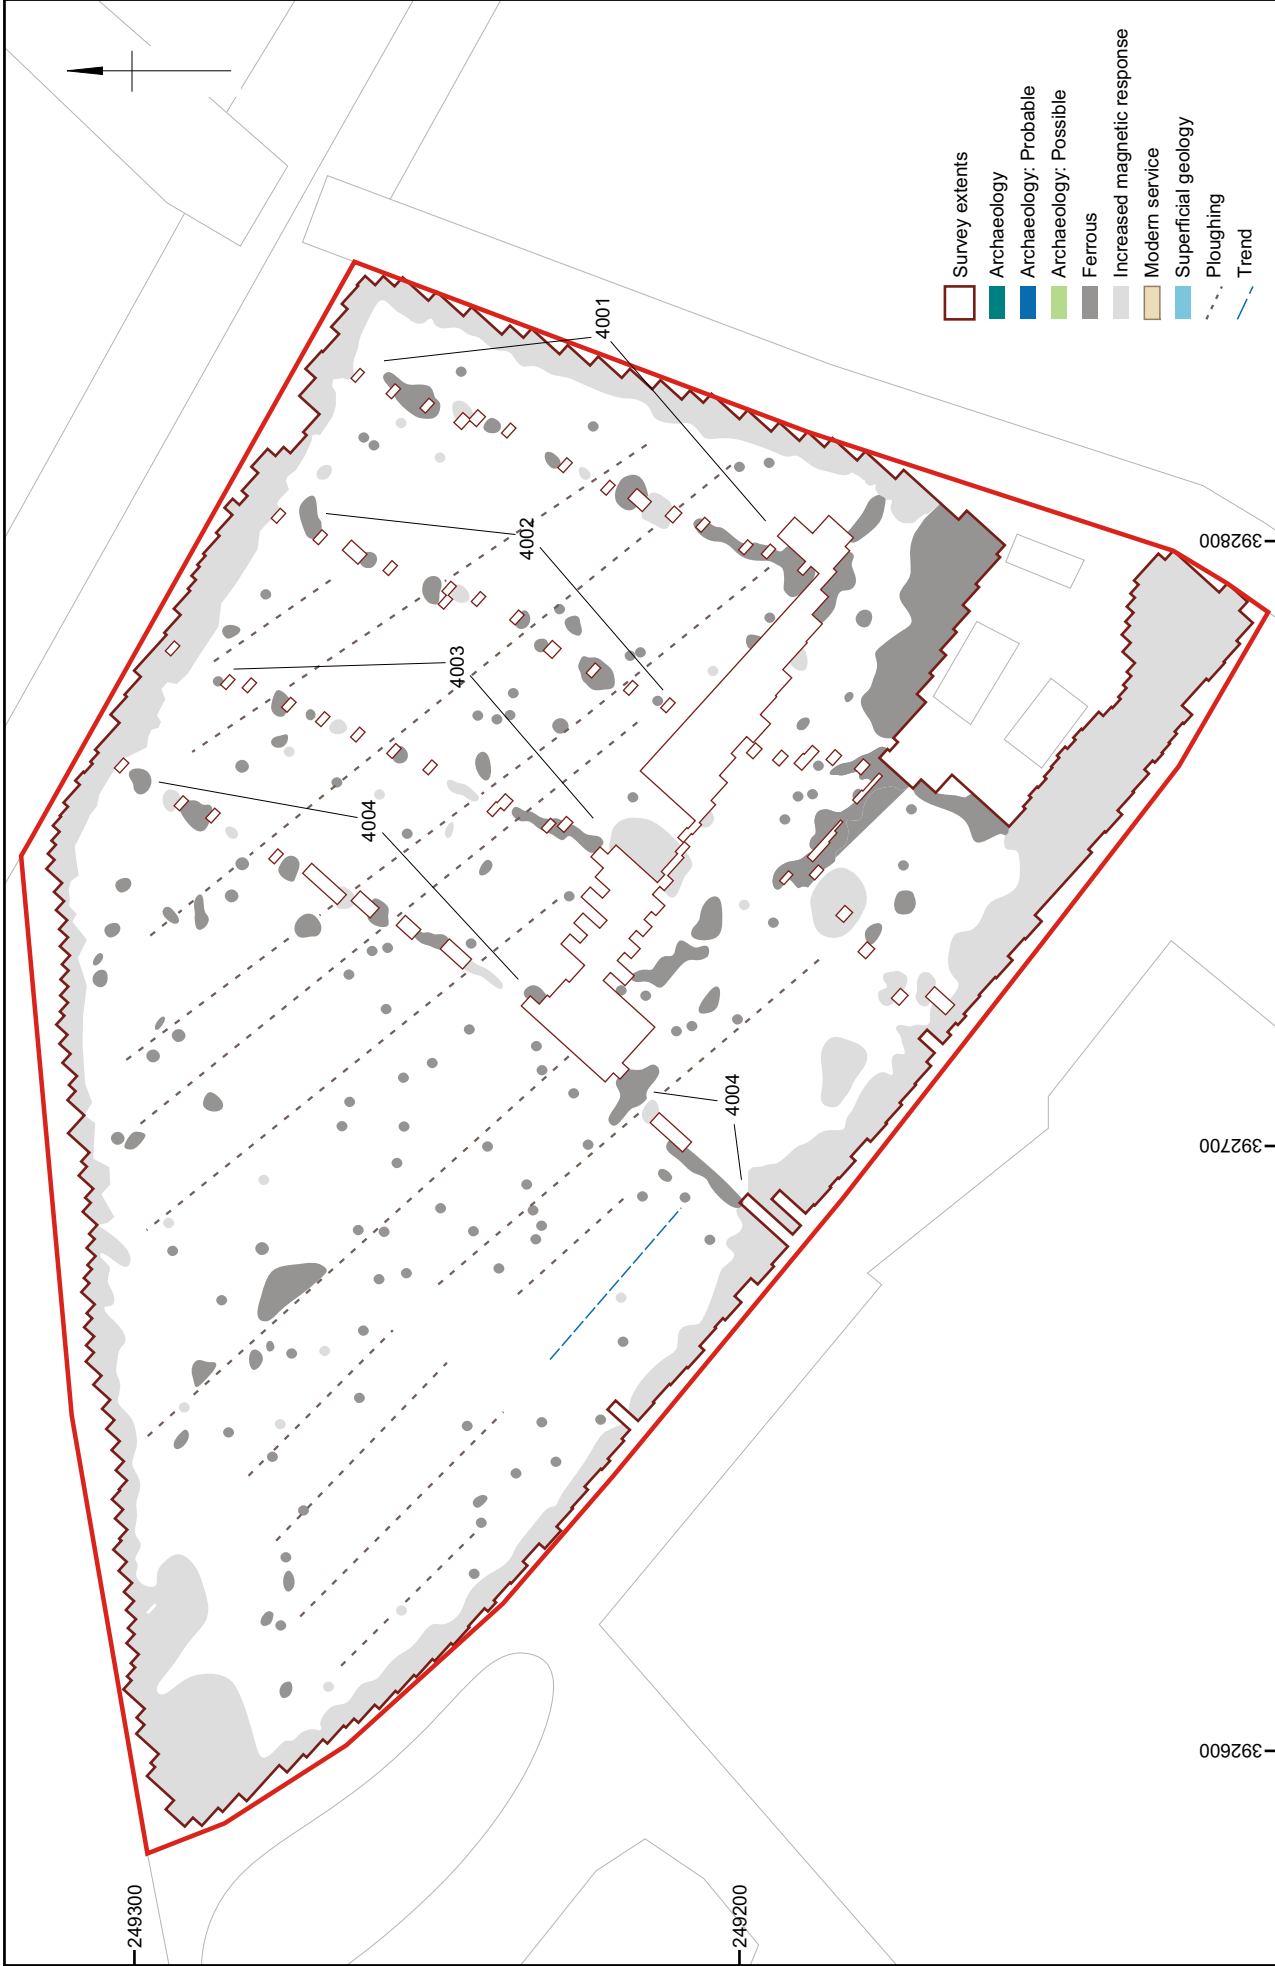 Survey extents
Archaeology
Archaeology: Probable
Archaeology: Possible
Ferrous
Increased magnetic response
Modern service
Superficial geology
Ploughing
Trend
4001
4002
4003
4004
4004
392800
392700
392600
249300
249200